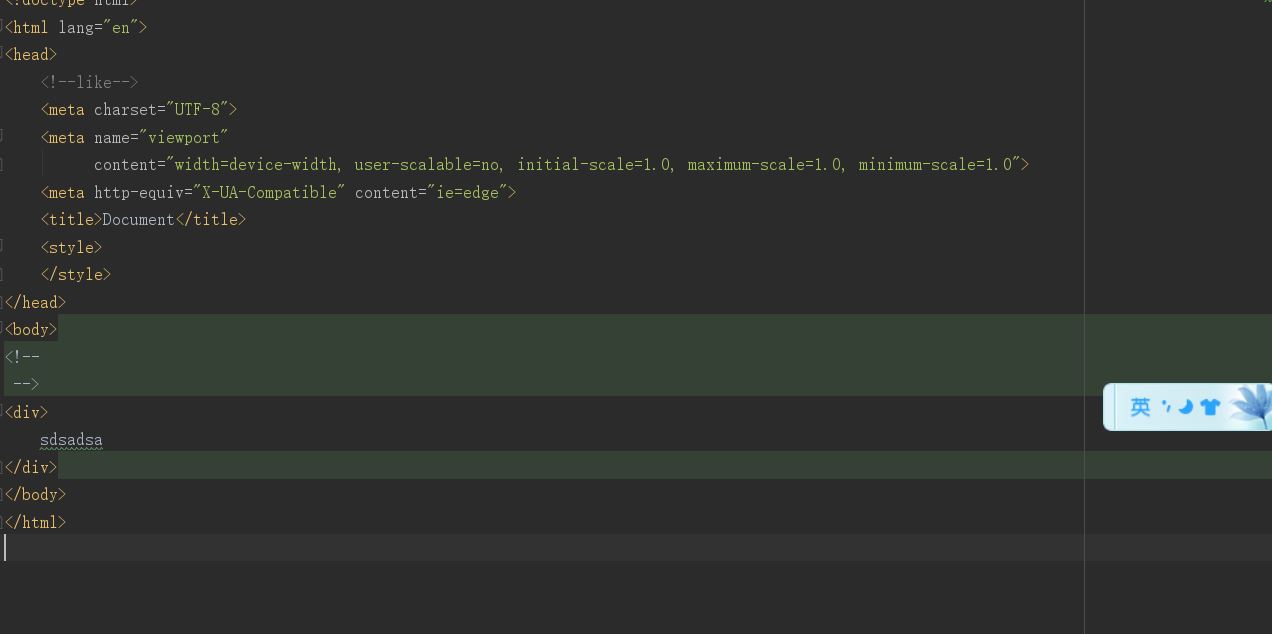 <!doctype html>
<html lang="en">
<head>
    <!--like-->
    <meta charset="UTF-8">
    <meta name="viewport"
          content="width=device-width, user-scalable=no, initial-scale=1.0, maximum-scale=1.0, minimum-scale=1.0">
    <meta http-equiv="X-UA-Compatible" content="ie=edge">
    <title>Document</title>
    <style>
    </style>
</head>
<body>
<!--
 -->
<div>
    sdsadsa
</div>
</body>
</html>
英